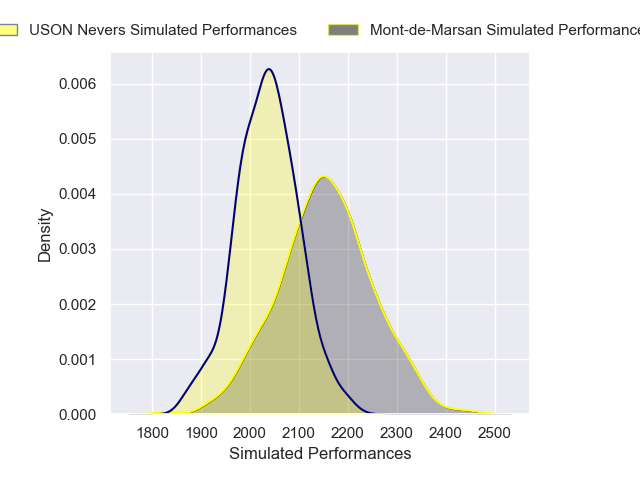 USON Nevers Simulated Performances
Mont-de-Marsan Simulated Performance
0.006
0.005
0.004
0.003
0.002
0.001
0.000
Density
1800 1900 2000 2100 2200 2300 2400 2500
Simulated Performances